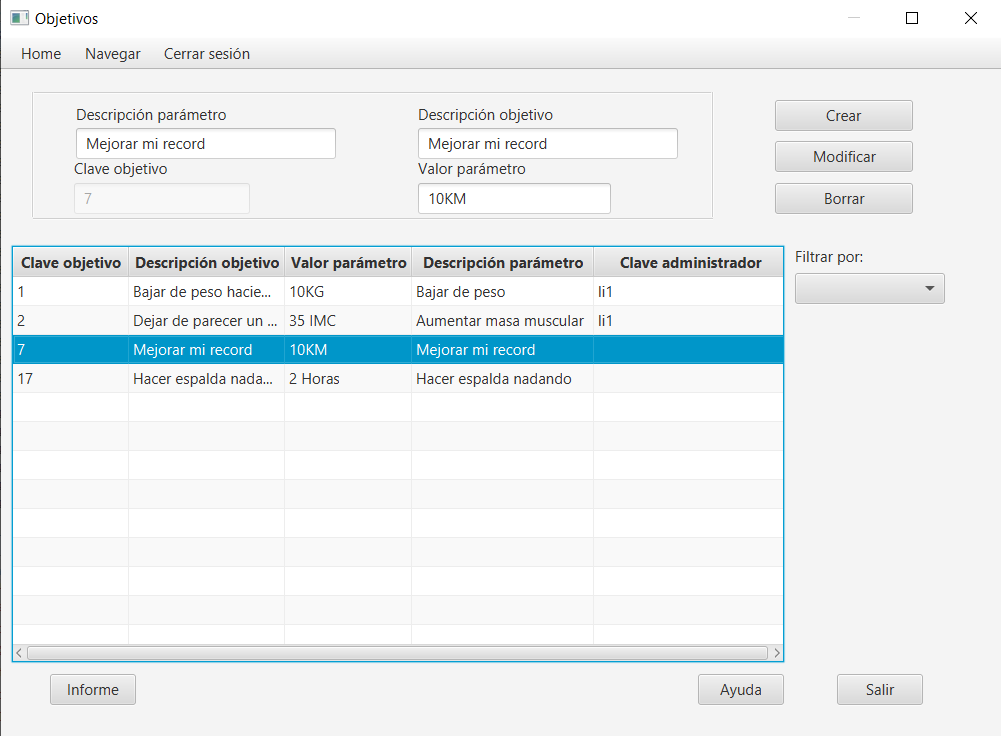 Objetivos
Home Navegar Cerrar sesión
Descripción parámetro Descripción objetivo
Mejorar mi record Mejorar mi record
Clave objetivo Valor parámetro
7 10KM
Crear
Modificar
Borrar
Filtrar por:
Clave objetivo Descripción objetivo Valor parámetro Descripción parámetro Clave administrador
1 Bajar de peso hacie... 10KG Bajar de peso li1
2 Dejar de parecer un ... 35 IMC Aumentar masa muscular li1
7 Mejorar mi record 10KM Mejorar mi record
17 Hacer espalda nada... 2 Horas Hacer espalda nadando
Informe Ayuda Salir